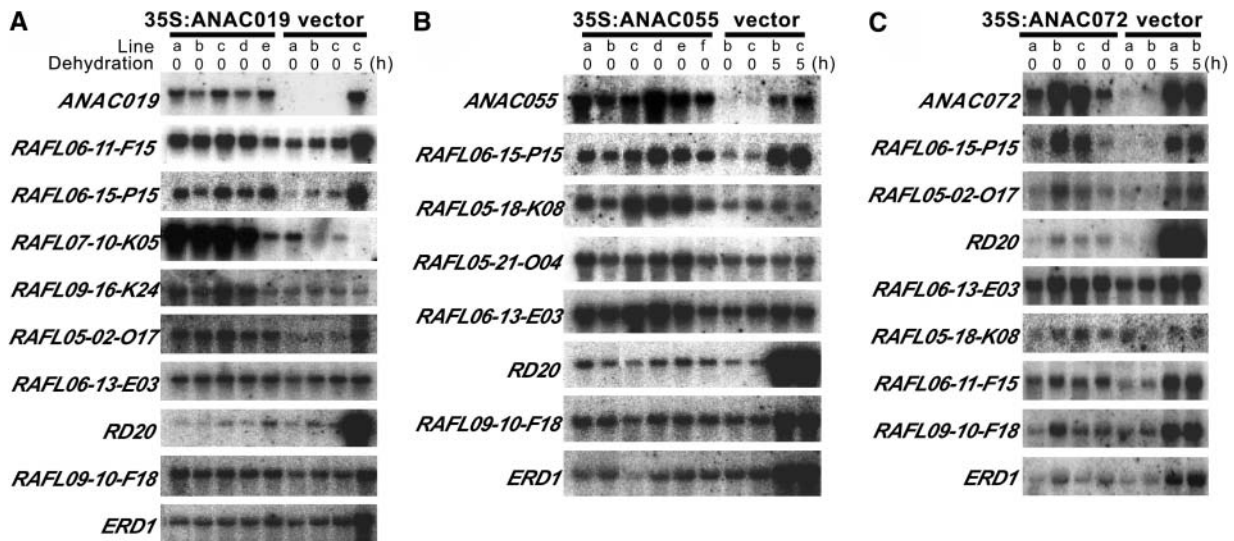 A
35S:ANAC019 vector
Line a b c d e a b c c
Dehydration 0 0 0 0 0 0 0 0 5 (h)
ANAC019
RAFL06-11-F15
RAFL06-15-P15
RAFL07-10-K05
RAFL09-16-K24
RAFL05-02-O17
RAFL06-13-E03
RD20
RAFL09-10-F18
ERD1
B
35S:ANAC055 vector
a b c d e f b c b c
0 0 0 0 0 0 0 0 5 5 (h)
ANAC055
RAFL06-15-P15
RAFL05-18-K08
RAFL05-21-O04
RAFL06-13-E03
RD20
RAFL09-10-F18
ERD1
C
35S:ANAC072 vector
a b c d a b a b
0 0 0 0 0 0 5 5 (h)
ANAC072
RAFL06-15-P15
RAFL05-02-O17
RD20
RAFL06-13-E03
RAFL05-18-K08
RAFL06-11-F15
RAFL09-10-F18
ERD1